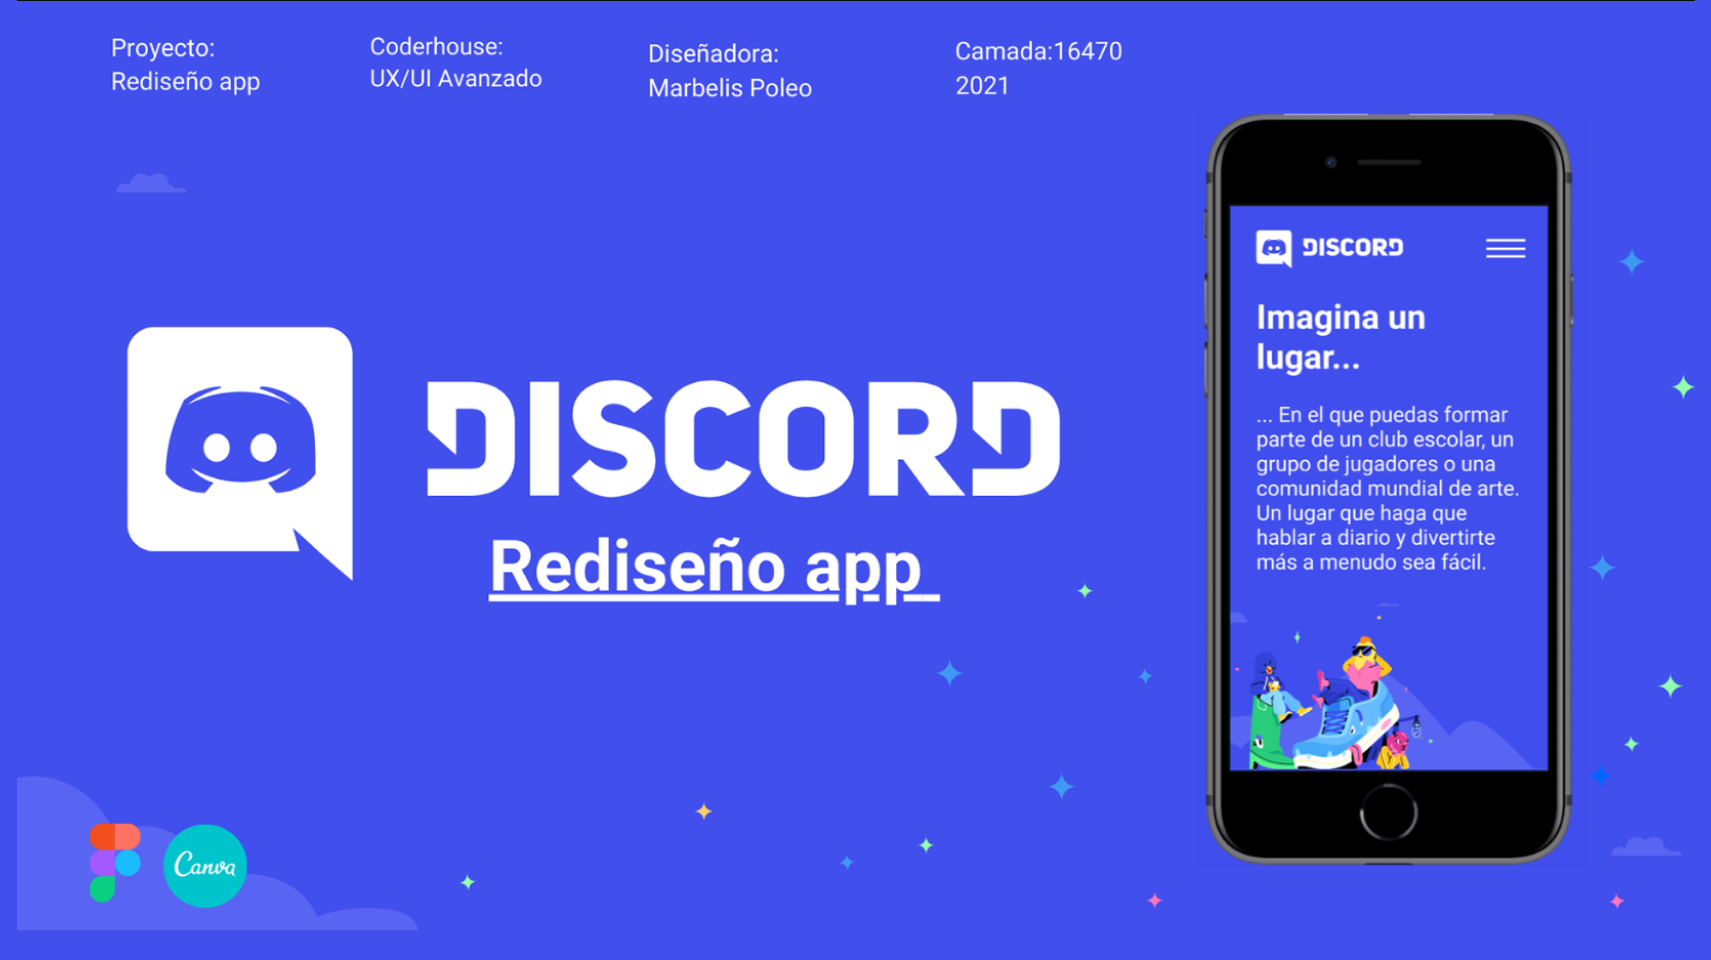 Proyecto:
Rediseño app
Coderhouse:
UX/UI Avanzado
Diseñadora:
Marbelis Poleo
Camada:16470
2021
DISCORD
Rediseño app
DISCORD
Imagina un
lugar...
... En el que puedas formar
parte de un club escolar, un
grupo de jugadores o una
comunidad mundial de arte.
Un lugar que haga que
hablar a diario y divertirte
más a menudo sea fácil.
Canva